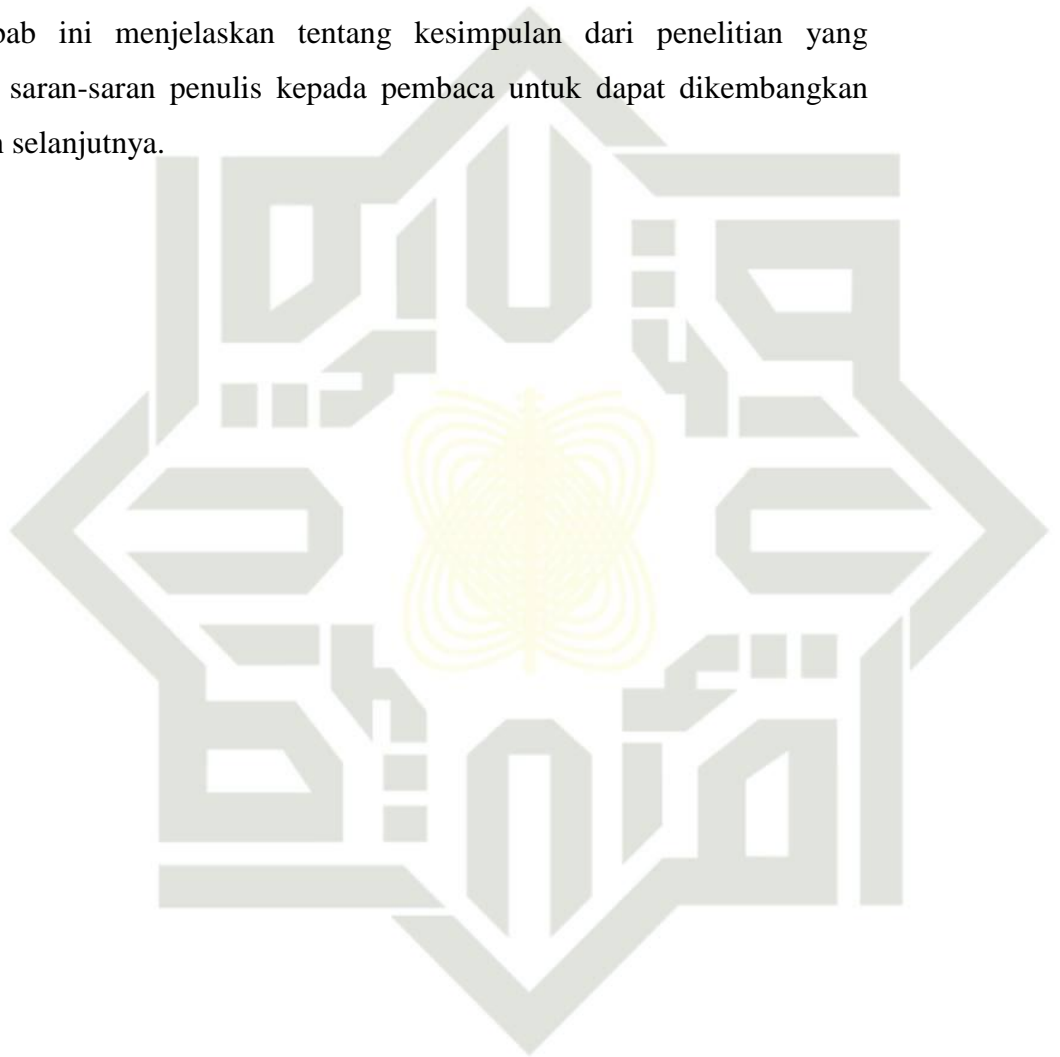 bab ini menjelaskan tentang kesimpulan dari penelitian yang
saran-saran penulis kepada pembaca untuk dapat dikembangkan
selanjutnya.